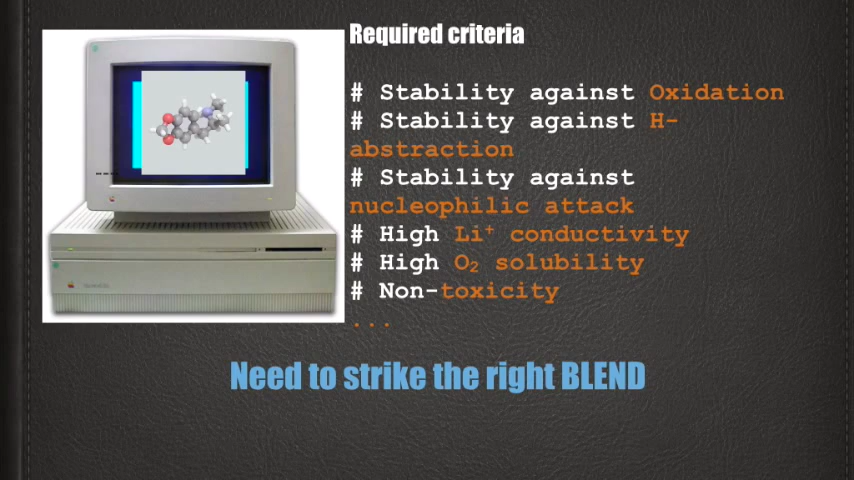 Required criteria
# Stability against Oxidation
# Stability against H-
abstraction
# Stability against
nucleophilic attack
# High Li⁺ conductivity
# High O₂ solubility
# Non-toxicity
...
Need to strike the right BLEND